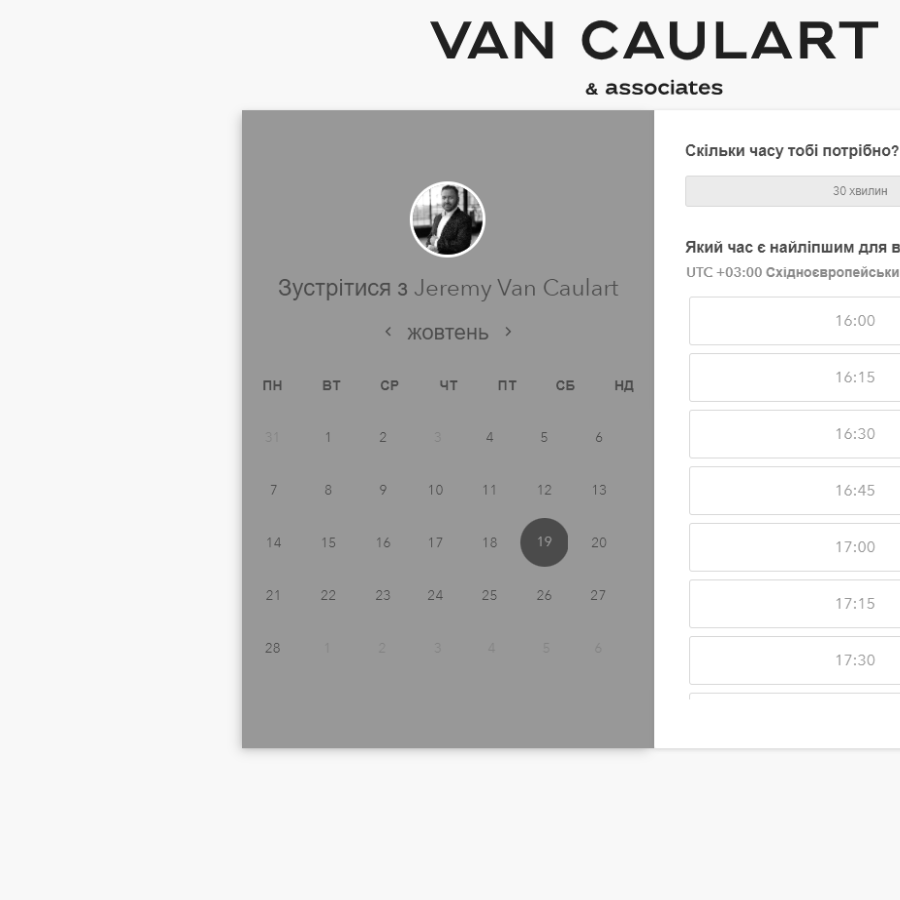 VAN CAULART
& associates
Зустрітися з Jeremy Van Caulart
жовтень
ПН ВТ СР ЧТ ПТ СБ НД
31 1 2 3 4 5 6
7 8 9 10 11 12 13
14 15 16 17 18 19 20
21 22 23 24 25 26 27
28 1 2 3 4 5 6
Скільки часу тобі потрібно?
30 хвилин
Який час є найліпшим для в
UTC +03:00 Східноєвропейськи
16:00
16:15
16:30
16:45
17:00
17:15
17:30